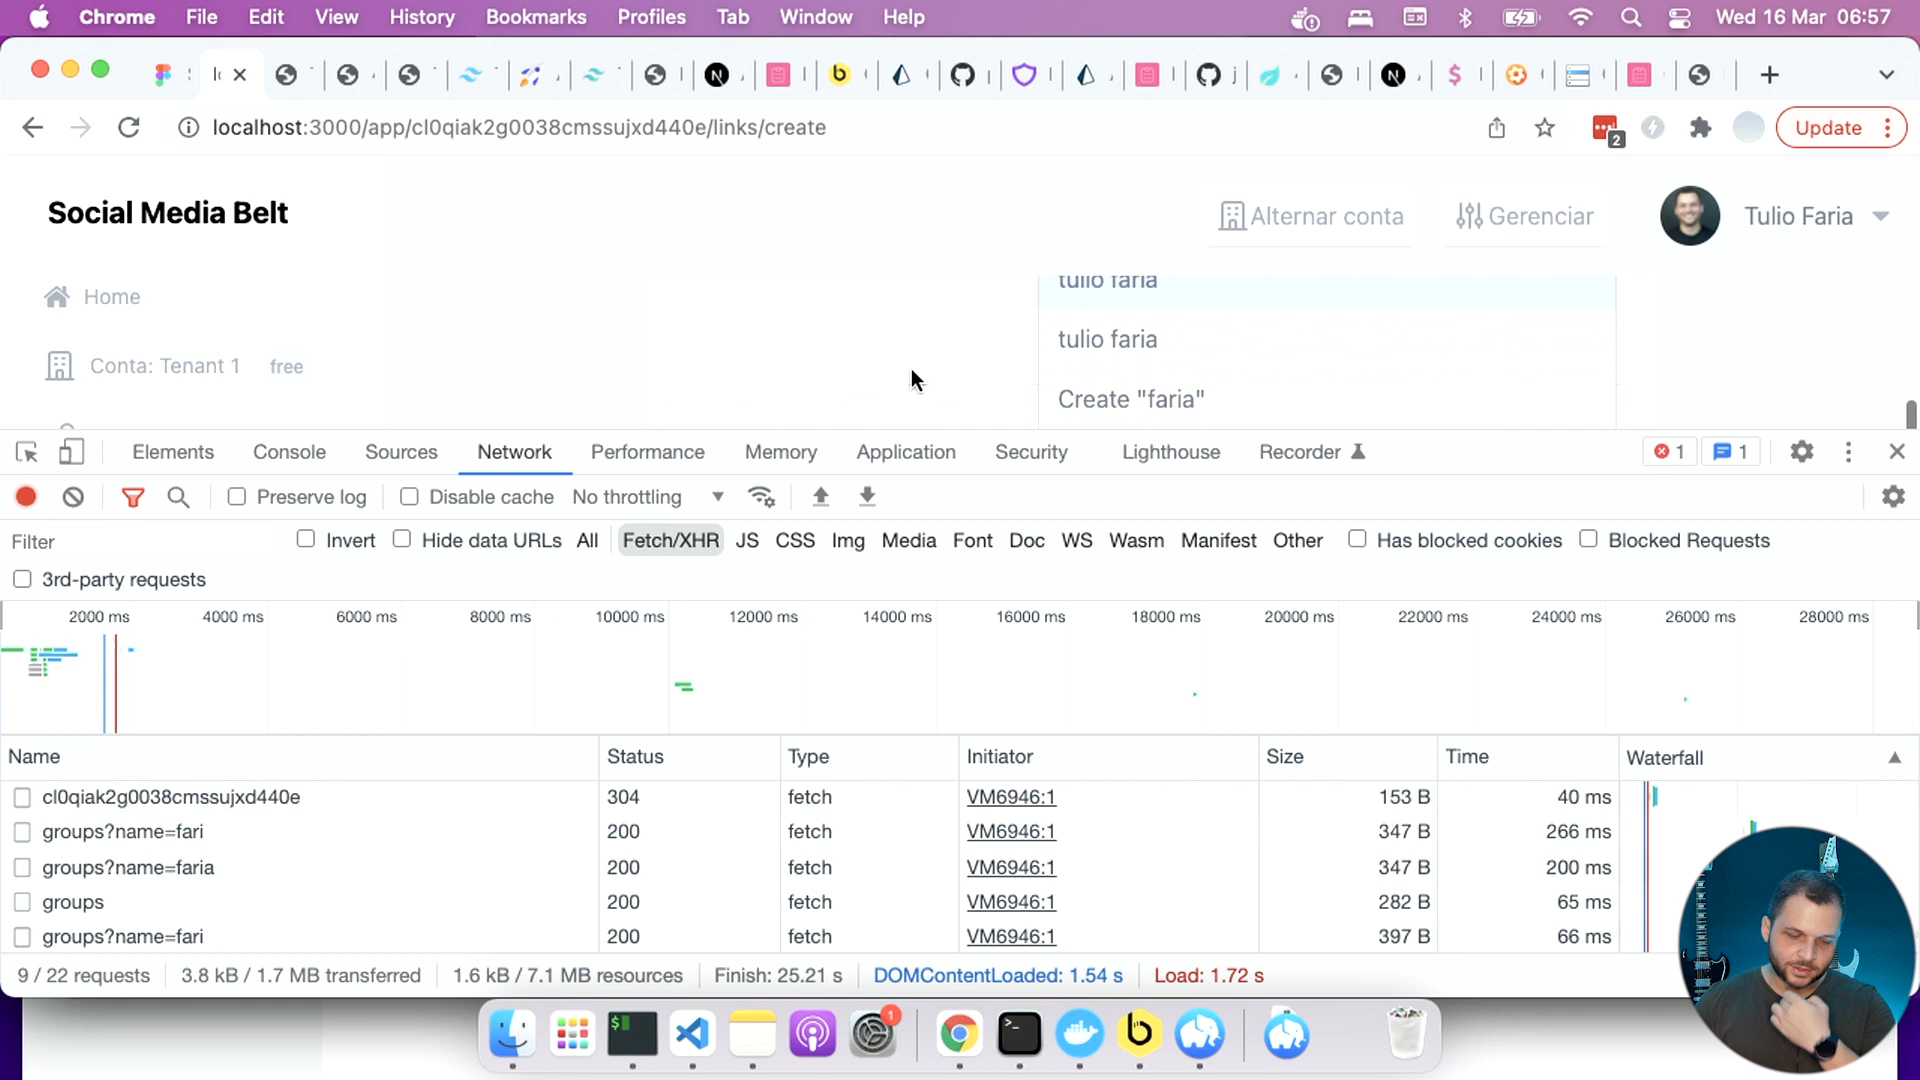 Chrome File Edit View History Bookmarks Profiles Tab Window Help Wed 16 Mar 06:57
localhost:3000/app/cl0qiak2g0038cmssujxd440e/links/create 2 Update
Social Media Belt
Alternar conta Gerenciar Tulio Faria
Home
Conta: Tenant 1 free
tulio faria
tulio faria
Create "faria"
Elements Console Sources Network Performance Memory Application Security Lighthouse Recorder 1 1
Preserve log Disable cache No throttling
Filter Invert Hide data URLs All Fetch/XHR JS CSS Img Media Font Doc WS Wasm Manifest Other Has blocked cookies Blocked Requests
3rd-party requests
2000 ms 4000 ms 6000 ms 8000 ms 10000 ms 12000 ms 14000 ms 16000 ms 18000 ms 20000 ms 22000 ms 24000 ms 26000 ms 28000 ms
Name Status Type Initiator Size Time Waterfall
cl0qiak2g0038cmssujxd440e 304 fetch VM6946:1 153 B 40 ms
groups?name=fari 200 fetch VM6946:1 347 B 266 ms
groups?name=faria 200 fetch VM6946:1 347 B 200 ms
groups 200 fetch VM6946:1 282 B 65 ms
groups?name=fari 200 fetch VM6946:1 397 B 66 ms
9 / 22 requests 3.8 kB / 1.7 MB transferred 1.6 kB / 7.1 MB resources Finish: 25.21 s DOMContentLoaded: 1.54 s Load: 1.72 s
1